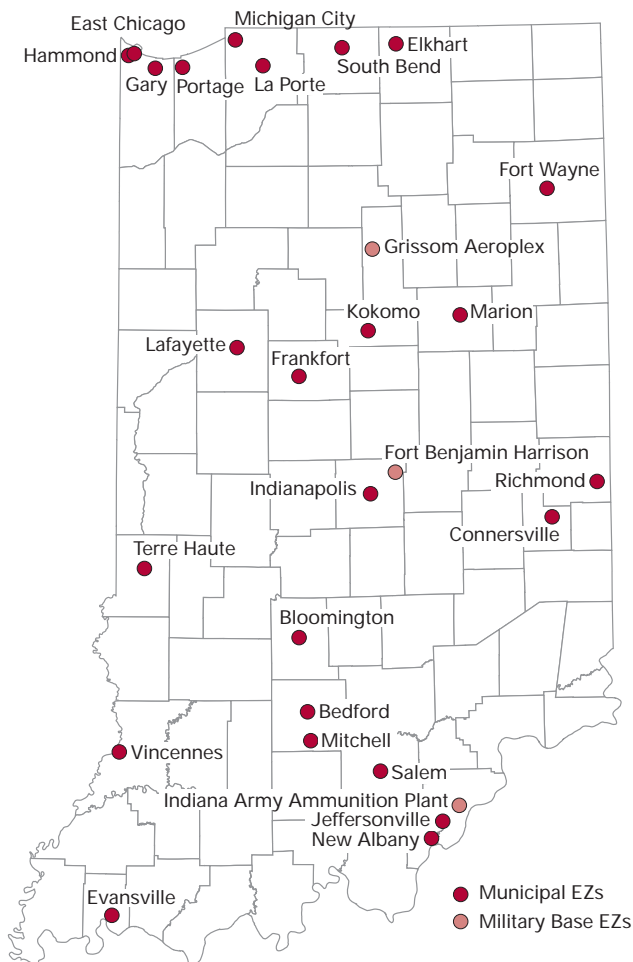 East Chicago
Michigan City
Hammond
Elkhart
South Bend
Gary
Portage
La Porte
Fort Wayne
Grissom Aeroplex
Kokomo
Marion
Lafayette
Frankfort
Fort Benjamin Harrison
Indianapolis
Richmond
Connersville
Terre Haute
Bloomington
Bedford
Mitchell
Vincennes
Salem
Indiana Army Ammunition Plant
Jeffersonville
New Albany
Evansville
Municipal EZs
Military Base EZs